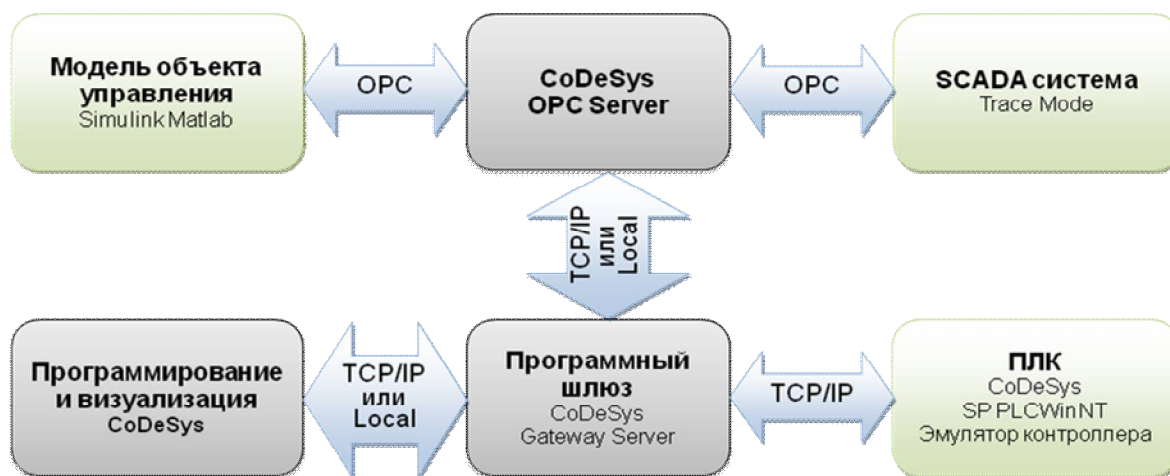 Модель объекта
управления
Simulink Matlab
OPC
CoDeSys
OPC Server
OPC
SCADA система
Trace Mode
TCP/IP
или
Local
Программирование
и визуализация
CoDeSys
TCP/IP
или
Local
Программный
шлюз
CoDeSys
Gateway Server
TCP/IP
ПЛК
CoDeSys
SP PLCWinNT
Эмулятор контроллера